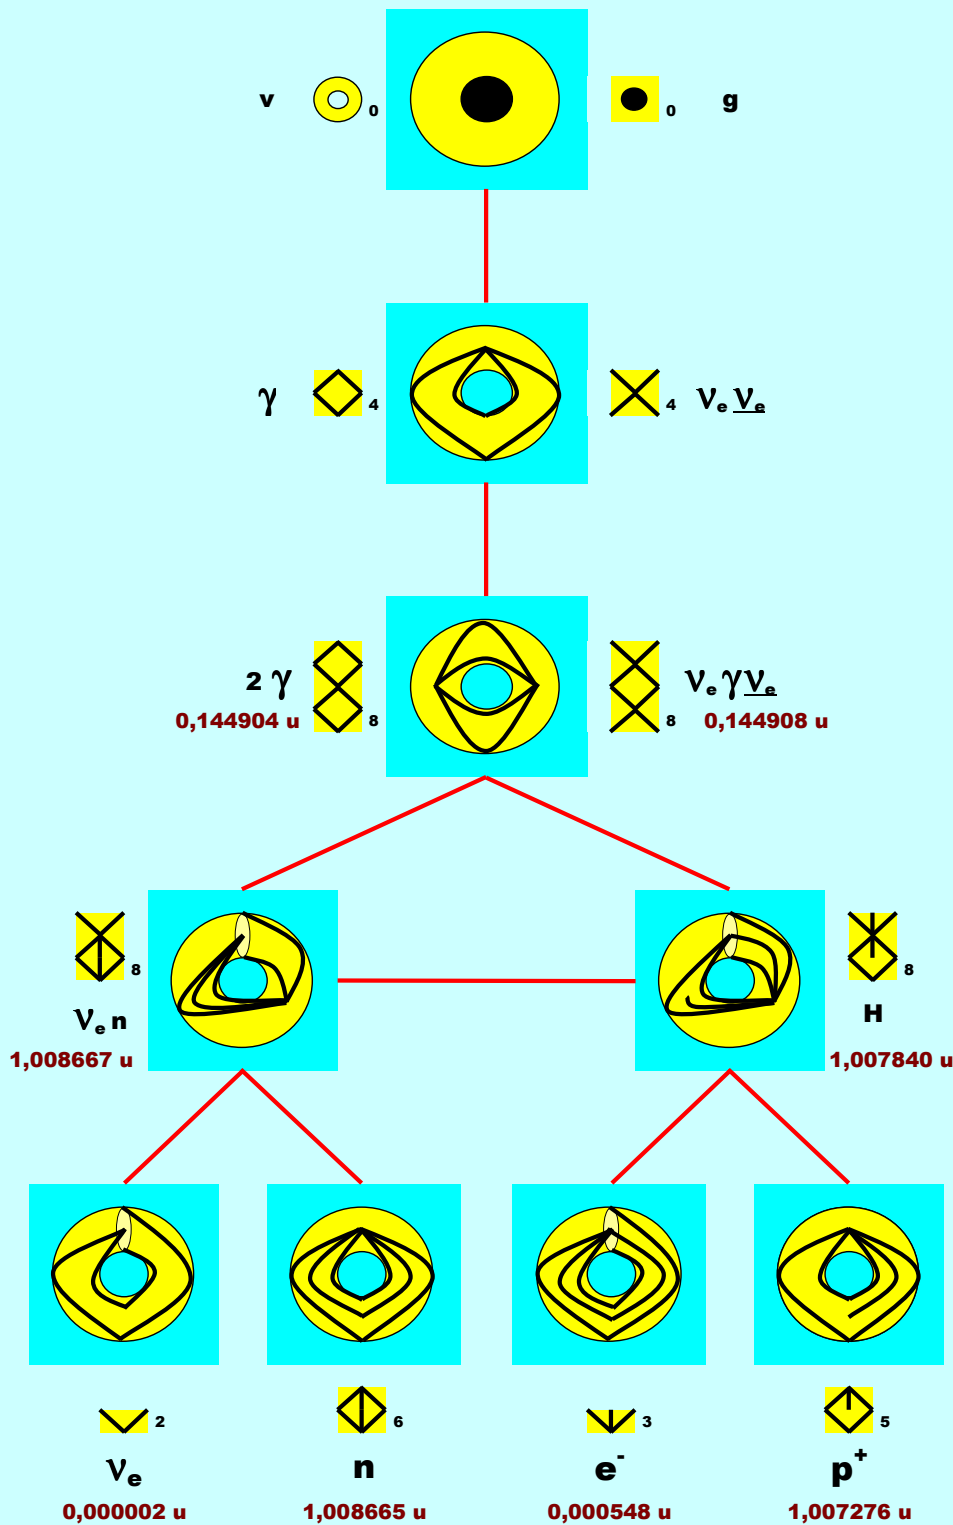 v 0 0 g
γ 4 4 νe νe
2 γ 8 8 νe γ νe
0,144904 u 0,144908 u
8 8
νe n H
1,008667 u 1,007840 u
2 6 3 5
νe n e- p+
0,000002 u 1,008665 u 0,000548 u 1,007276 u